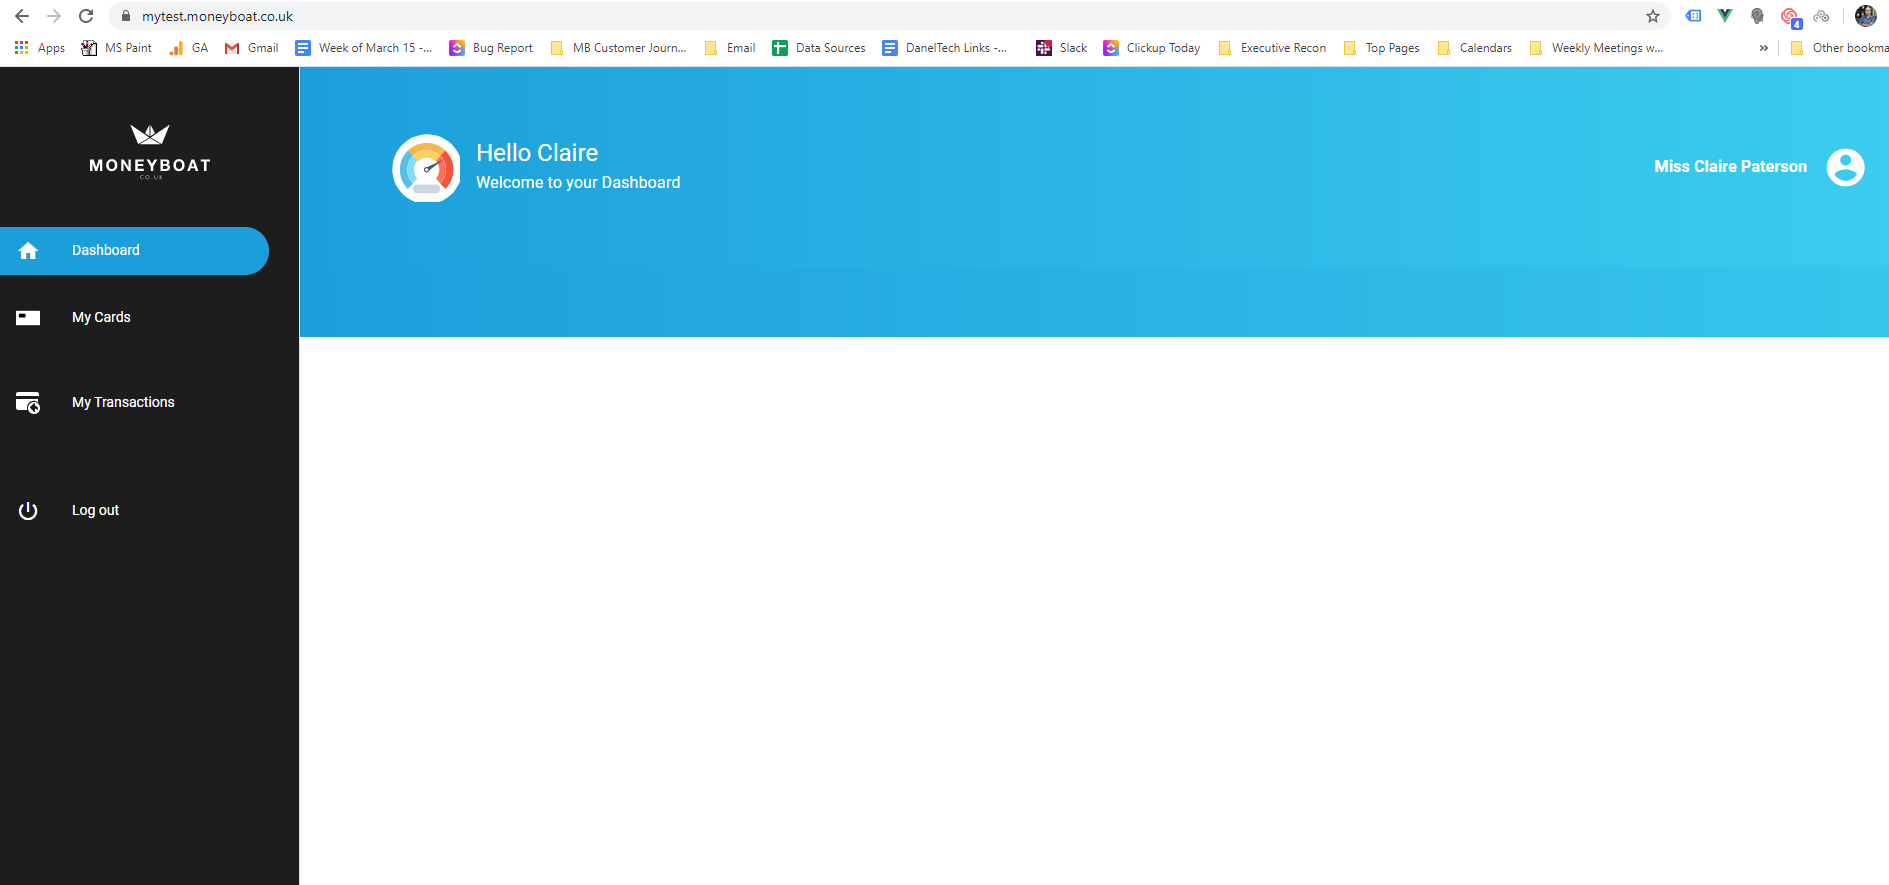 mytest.moneyboat.co.uk
4
Apps MS Paint GA Gmail Week of March 15 -... Bug Report MB Customer Journ... Email Data Sources DanelTech Links -... Slack Clickup Today Executive Recon Top Pages Calendars Weekly Meetings w... » Other bookma
MONEYBOAT
.CO.UK
Hello Claire
Welcome to your Dashboard
Miss Claire Paterson
Dashboard
My Cards
My Transactions
Log out